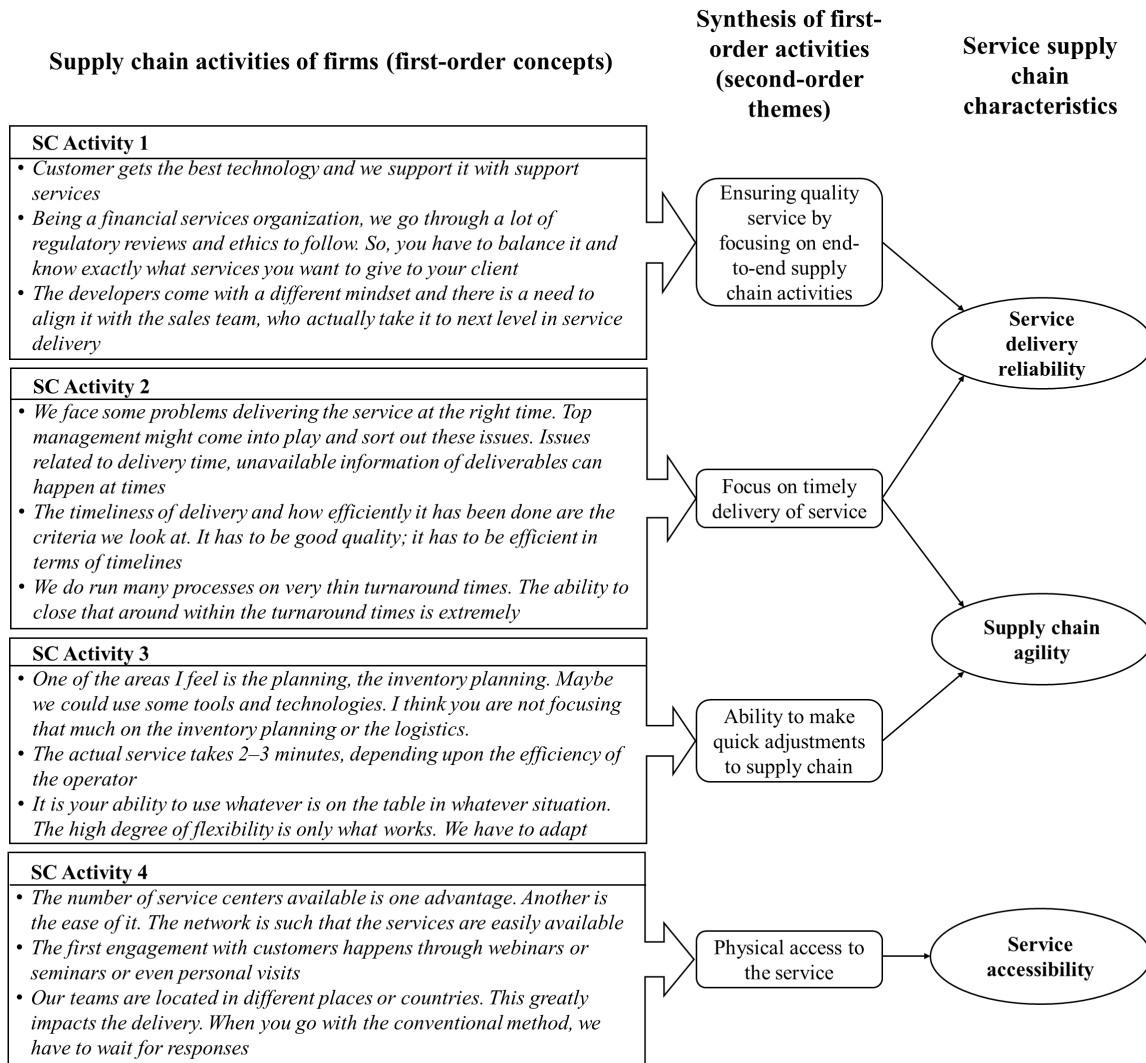 Supply chain activities of firms (first-order concepts)
Synthesis of first-
order activities
(second-order
themes)
Service supply
chain
characteristics
SC Activity 1
• Customer gets the best technology and we support it with support
services
• Being a financial services organization, we go through a lot of
regulatory reviews and ethics to follow. So, you have to balance it and
know exactly what services you want to give to your client
• The developers come with a different mindset and there is a need to
align it with the sales team, who actually take it to next level in service
delivery
Ensuring quality
service by
focusing on end-
to-end supply
chain activities
Service
delivery
reliability
SC Activity 2
• We face some problems delivering the service at the right time. Top
management might come into play and sort out these issues. Issues
related to delivery time, unavailable information of deliverables can
happen at times
• The timeliness of delivery and how efficiently it has been done are the
criteria we look at. It has to be good quality; it has to be efficient in
terms of timelines
• We do run many processes on very thin turnaround times. The ability to
close that around within the turnaround times is extremely
Focus on timely
delivery of service
Supply chain
agility
SC Activity 3
• One of the areas I feel is the planning, the inventory planning. Maybe
we could use some tools and technologies. I think you are not focusing
that much on the inventory planning or the logistics.
• The actual service takes 2–3 minutes, depending upon the efficiency of
the operator
• It is your ability to use whatever is on the table in whatever situation.
The high degree of flexibility is only what works. We have to adapt
Ability to make
quick adjustments
to supply chain
SC Activity 4
• The number of service centers available is one advantage. Another is
the ease of it. The network is such that the services are easily available
• The first engagement with customers happens through webinars or
seminars or even personal visits
• Our teams are located in different places or countries. This greatly
impacts the delivery. When you go with the conventional method, we
have to wait for responses
Physical access to
the service
Service
accessibility